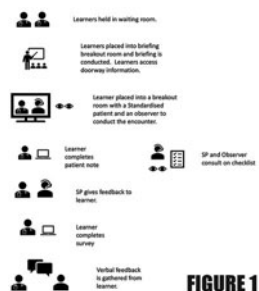 Learners held in waiting room.
Learners placed into briefing
breakout room and briefing is
conducted. Learners access
doorway information.
Learner placed into a breakout
room with a Standardised
patient and an observer to
conduct the encounter.
Learner
completes
patient note
SP and Observer
consult on checklist
SP gives feedback to
learner.
Learner
completes
survey
Verbal feedback
is gathered from
learner.
FIGURE 1